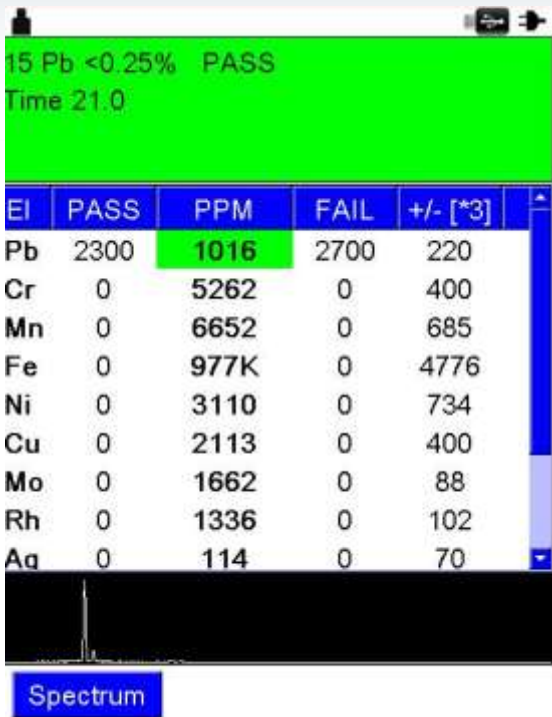 15 Pb <0.25% PASS
Time 21.0
El PASS PPM FAIL +/- [*3]
Pb 2300 1016 2700 220
Cr 0 5262 0 400
Mn 0 6652 0 685
Fe 0 977K 0 4776
Ni 0 3110 0 734
Cu 0 2113 0 400
Mo 0 1662 0 88
Rh 0 1336 0 102
Ag 0 114 0 70
Spectrum